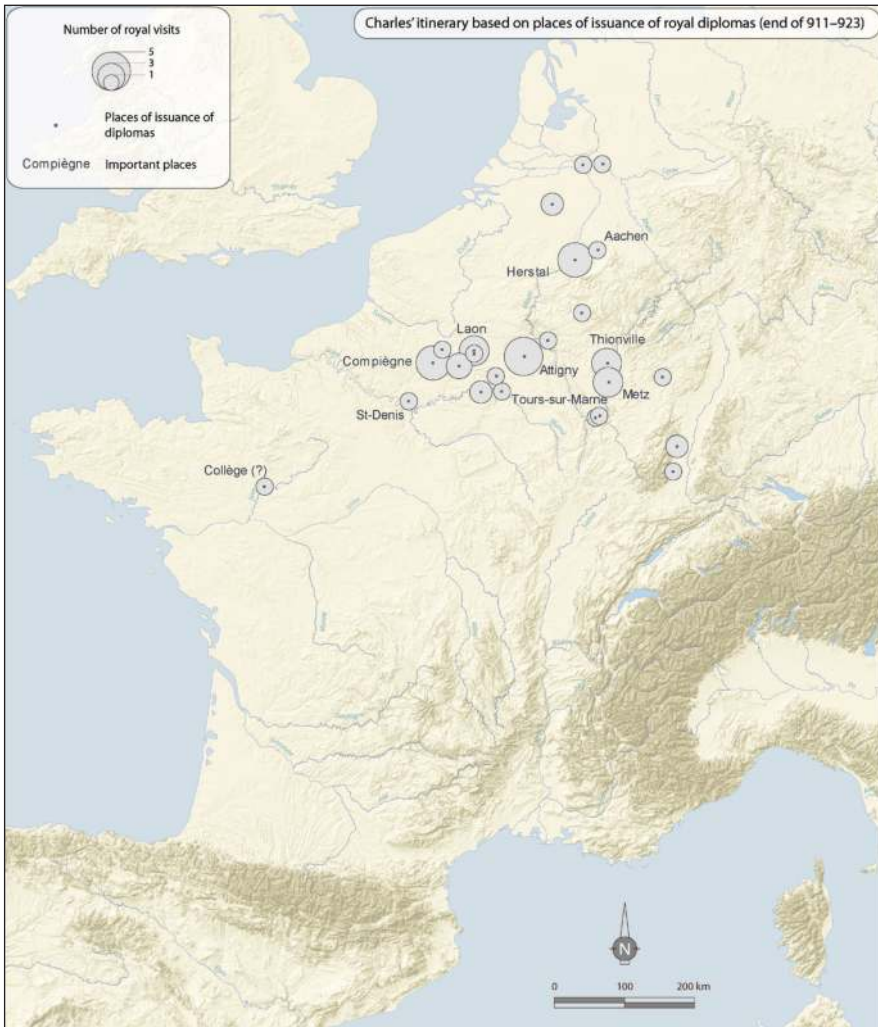 Charles' itinerary based on places of issuance of royal diplomas (end of 911–923)
Number of royal visits
5
3
1
Places of issuance of
diplomas
Compiègne Important places
Aachen
Herstal
Laon
Thionville
Compiègne
Attigny
Metz
Tours-sur-Marne
St-Denis
Collège (?)
N
0 100 200 km